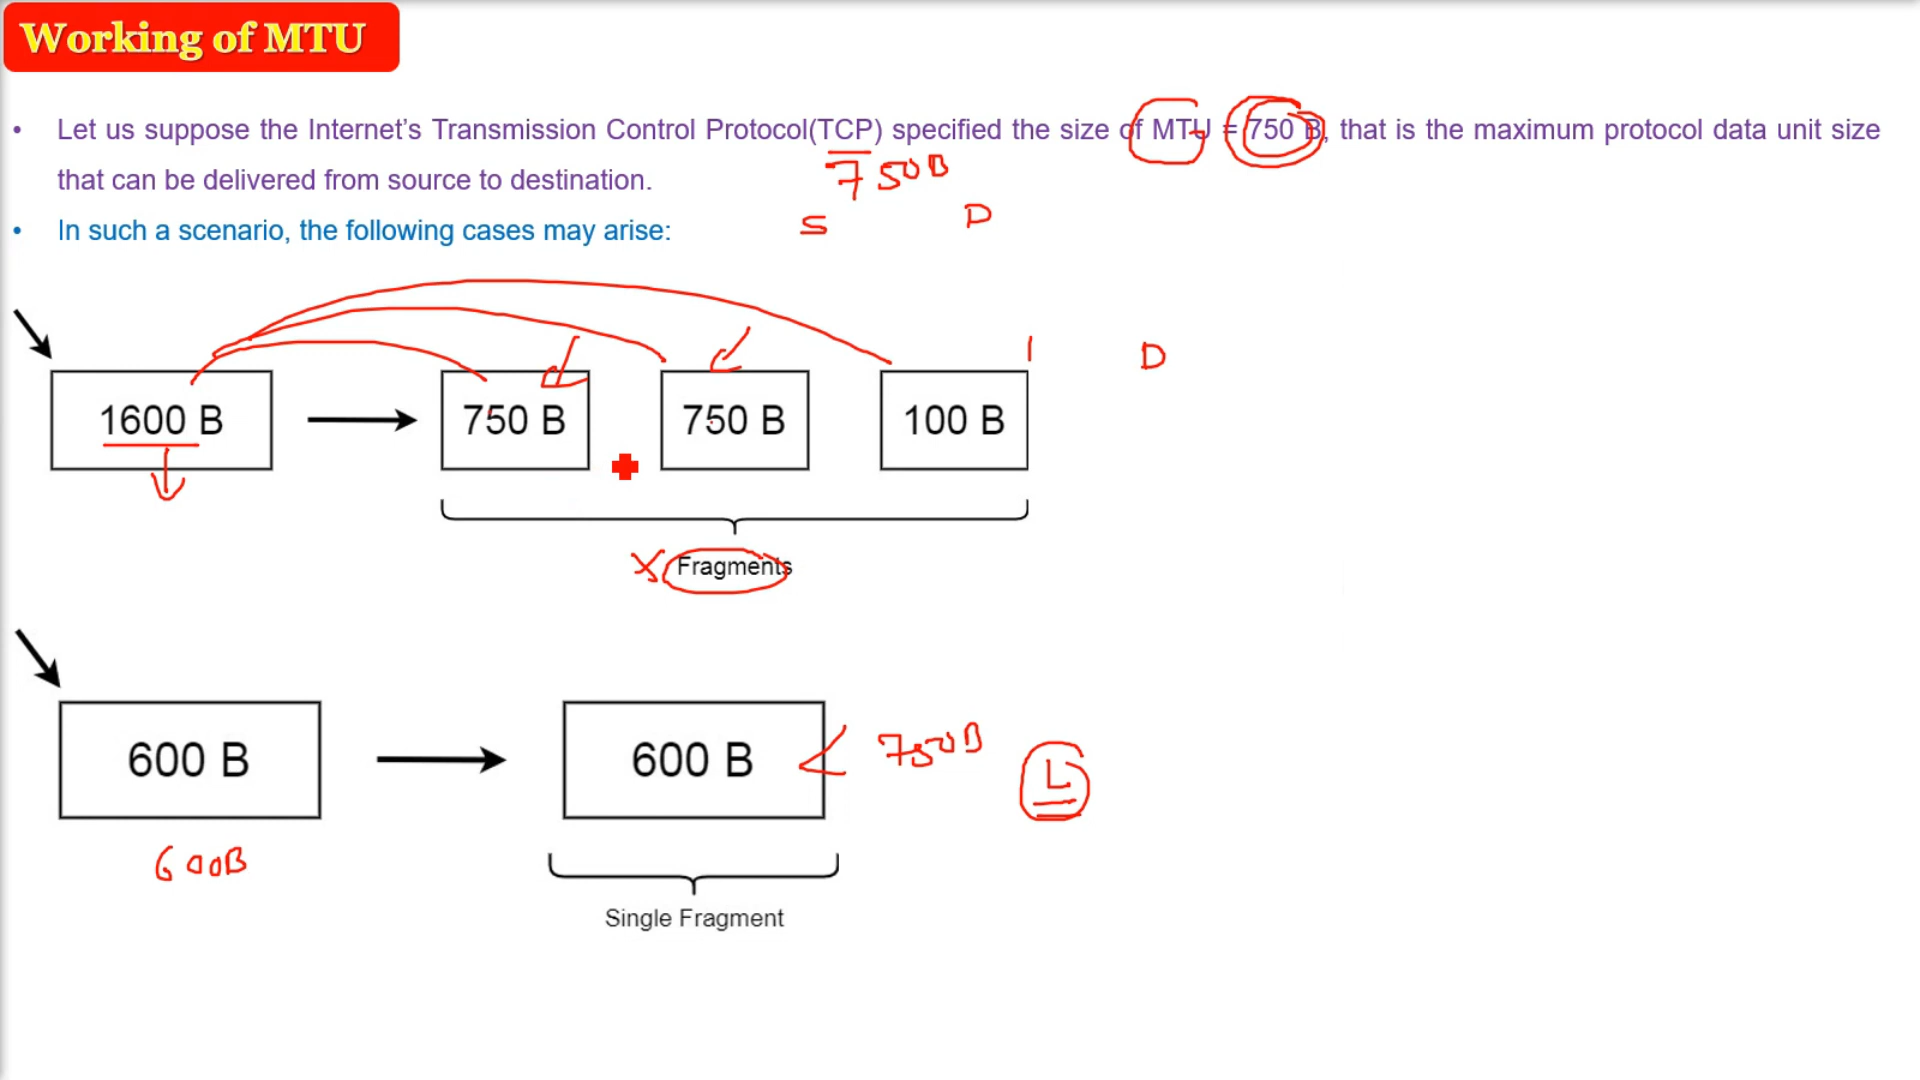 Working of MTU
• Let us suppose the Internet’s Transmission Control Protocol(TCP) specified the size of MTU = 750 B, that is the maximum protocol data unit size
that can be delivered from source to destination.
750B
• In such a scenario, the following cases may arise:
S D
D
1600 B 750 B 750 B 100 B
Fragments
600 B 600 B < 750B L
600B
Single Fragment